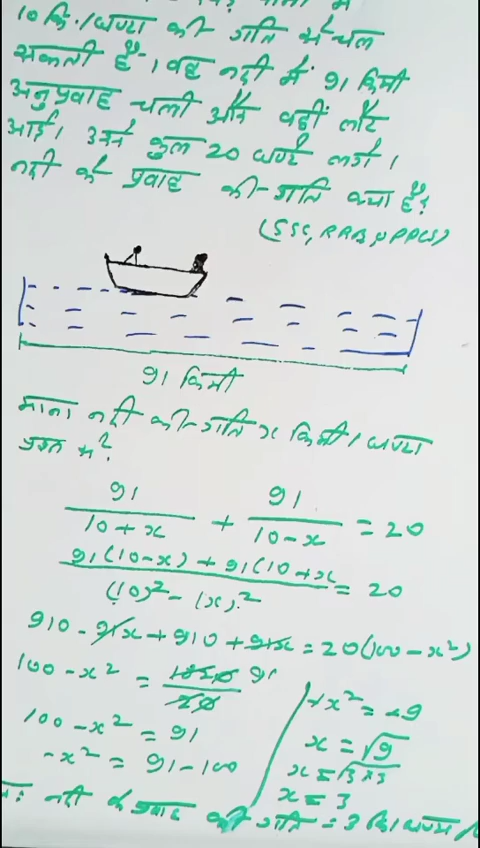 10 कि./घण्टा की गति से चल
सकती है। वह नदी में 91 किमी
अनुप्रवाह चली और वहीं लौट
आई। उसे कुल 20 घण्टे लगे।
नदी के प्रवाह की गति क्या है?
(SSC, RRB, UPPCS)
91 किमी
माना नदी की गति x किमी/घण्टा
प्रश्न से?
91/(10+x) + 91/(10-x) = 20
(91(10-x) + 91(10+x)/((10)² - (x)²) = 20
910 - 91x + 910 + 91x = 20(100 - x²)
100 - x² = 1820/20 91
100 - x² = 91
-x² = 91 - 100
+x² = +9
x = √9
x = √3×3
x = 3
नदी के प्रवाह की गति = 3 कि/घण्टा